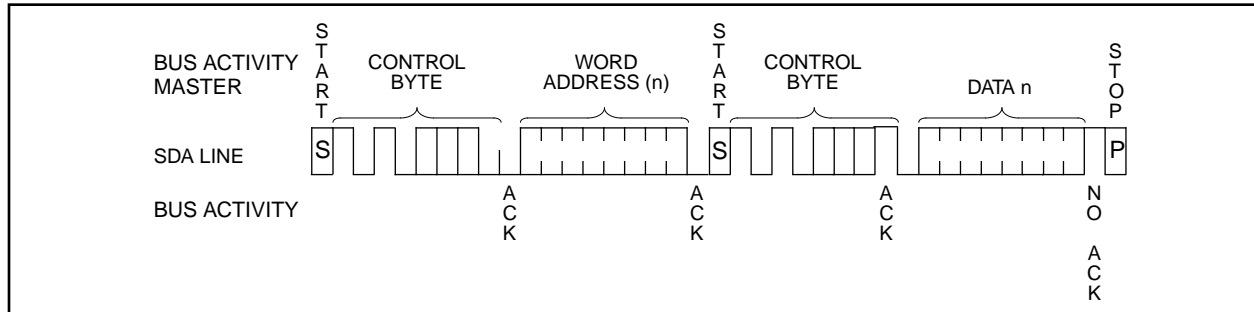 BUS ACTIVITY
MASTER
START
CONTROL
BYTE
WORD
ADDRESS (n)
START
CONTROL
BYTE
DATA n
STOP
SDA LINE
S
S
P
BUS ACTIVITY
ACK
ACK
ACK
NO ACK